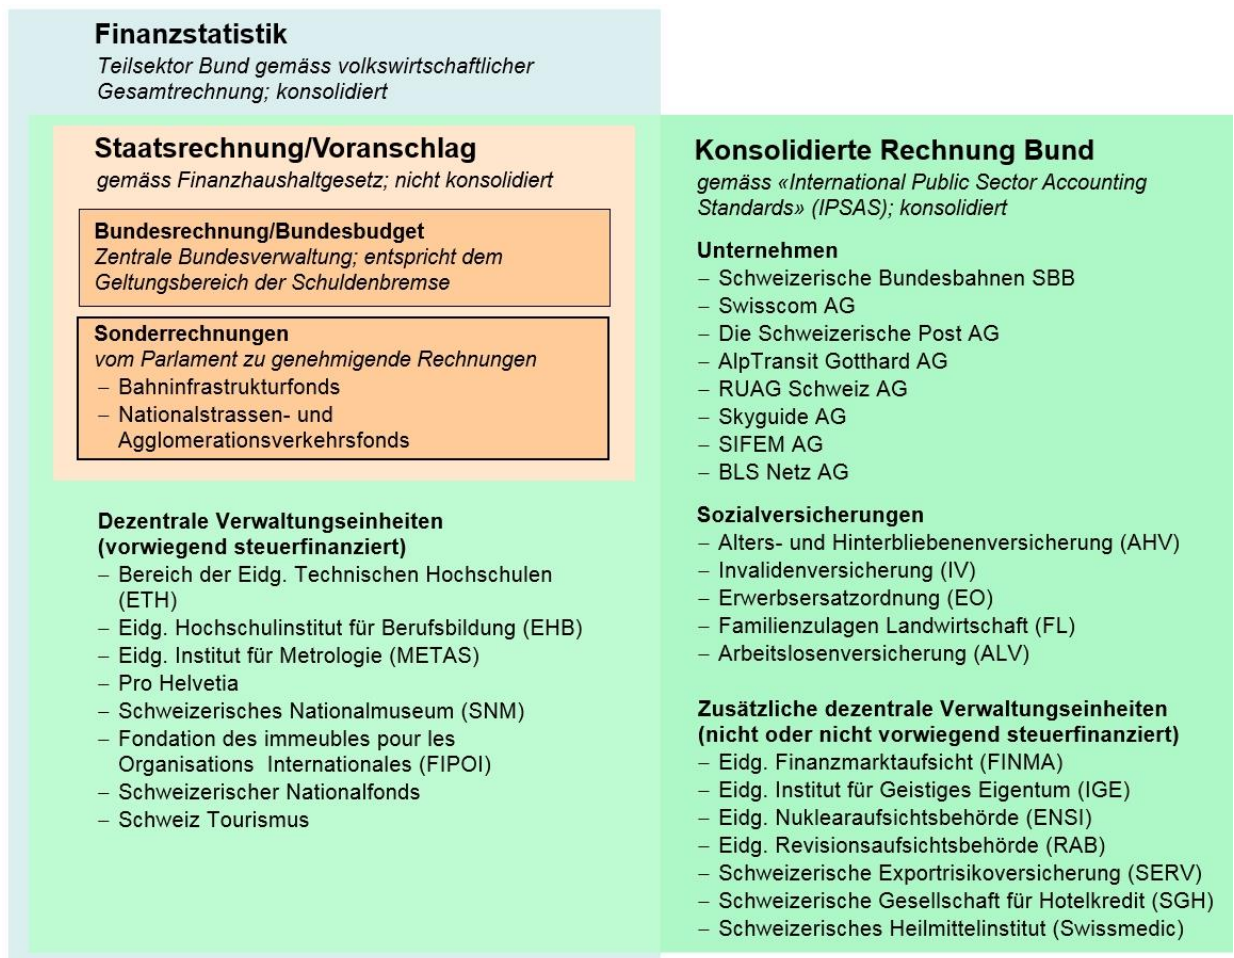 Finanzstatistik
Teilsektor Bund gemäss volkswirtschaftlicher
Gesamtrechnung; konsolidiert
Staatsrechnung/Voranschlag
gemäss Finanzhaushaltgesetz; nicht konsolidiert
Bundesrechnung/Bundesbudget
Zentrale Bundesverwaltung; entspricht dem
Geltungsbereich der Schuldenbremse
Sonderrechnungen
vom Parlament zu genehmigende Rechnungen
– Bahninfrastrukturfonds
– Nationalstrassen- und
Agglomerationsverkehrsfonds
Dezentrale Verwaltungseinheiten
(vorwiegend steuerfinanziert)
– Bereich der Eidg. Technischen Hochschulen
(ETH)
– Eidg. Hochschulinstitut für Berufsbildung (EHB)
– Eidg. Institut für Metrologie (METAS)
– Pro Helvetia
– Schweizerisches Nationalmuseum (SNM)
– Fondation des immeubles pour les
Organisations Internationales (FIPOI)
– Schweizerischer Nationalfonds
– Schweiz Tourismus
Konsolidierte Rechnung Bund
gemäss «International Public Sector Accounting
Standards» (IPSAS); konsolidiert
Unternehmen
– Schweizerische Bundesbahnen SBB
– Swisscom AG
– Die Schweizerische Post AG
– AlpTransit Gotthard AG
– RUAG Schweiz AG
– Skyguide AG
– SIFEM AG
– BLS Netz AG
Sozialversicherungen
– Alters- und Hinterbliebenenversicherung (AHV)
– Invalidenversicherung (IV)
– Erwerbsersatzordnung (EO)
– Familienzulagen Landwirtschaft (FL)
– Arbeitslosenversicherung (ALV)
Zusätzliche dezentrale Verwaltungseinheiten
(nicht oder nicht vorwiegend steuerfinanziert)
– Eidg. Finanzmarktaufsicht (FINMA)
– Eidg. Institut für Geistiges Eigentum (IGE)
– Eidg. Nuklearaufsichtsbehörde (ENSI)
– Eidg. Revisionsaufsichtsbehörde (RAB)
– Schweizerische Exportrisikoversicherung (SERV)
– Schweizerische Gesellschaft für Hotelkredit (SGH)
– Schweizerisches Heilmittelinstitut (Swissmedic)